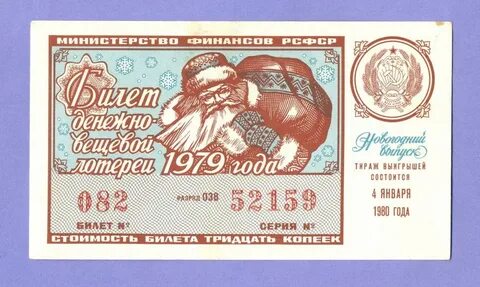 МИНИСТЕРСТВО ФИНАНСОВ РСФСР
Билет
денежно-
вещевой
лотереи 1979 года
082 РАЗРЯД 03В 52159
БИЛЕТ № СЕРИЯ №
СТОИМОСТЬ БИЛЕТА ТРИДЦАТЬ КОПЕЕК
Новогодний
выпуск
ТИРАЖ ВЫИГРЫШЕЙ
СОСТОИТСЯ
4 ЯНВАРЯ
1980 ГОДА